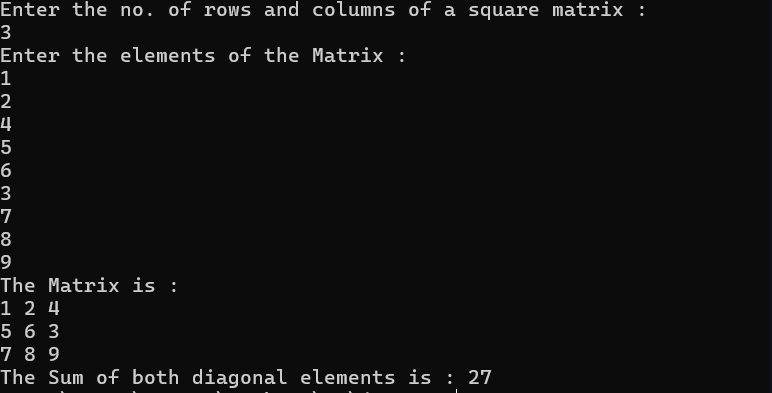 Enter the no. of rows and columns of a square matrix :
3
Enter the elements of the Matrix :
1
2
4
5
6
3
7
8
9
The Matrix is :
1 2 4
5 6 3
7 8 9
The Sum of both diagonal elements is : 27